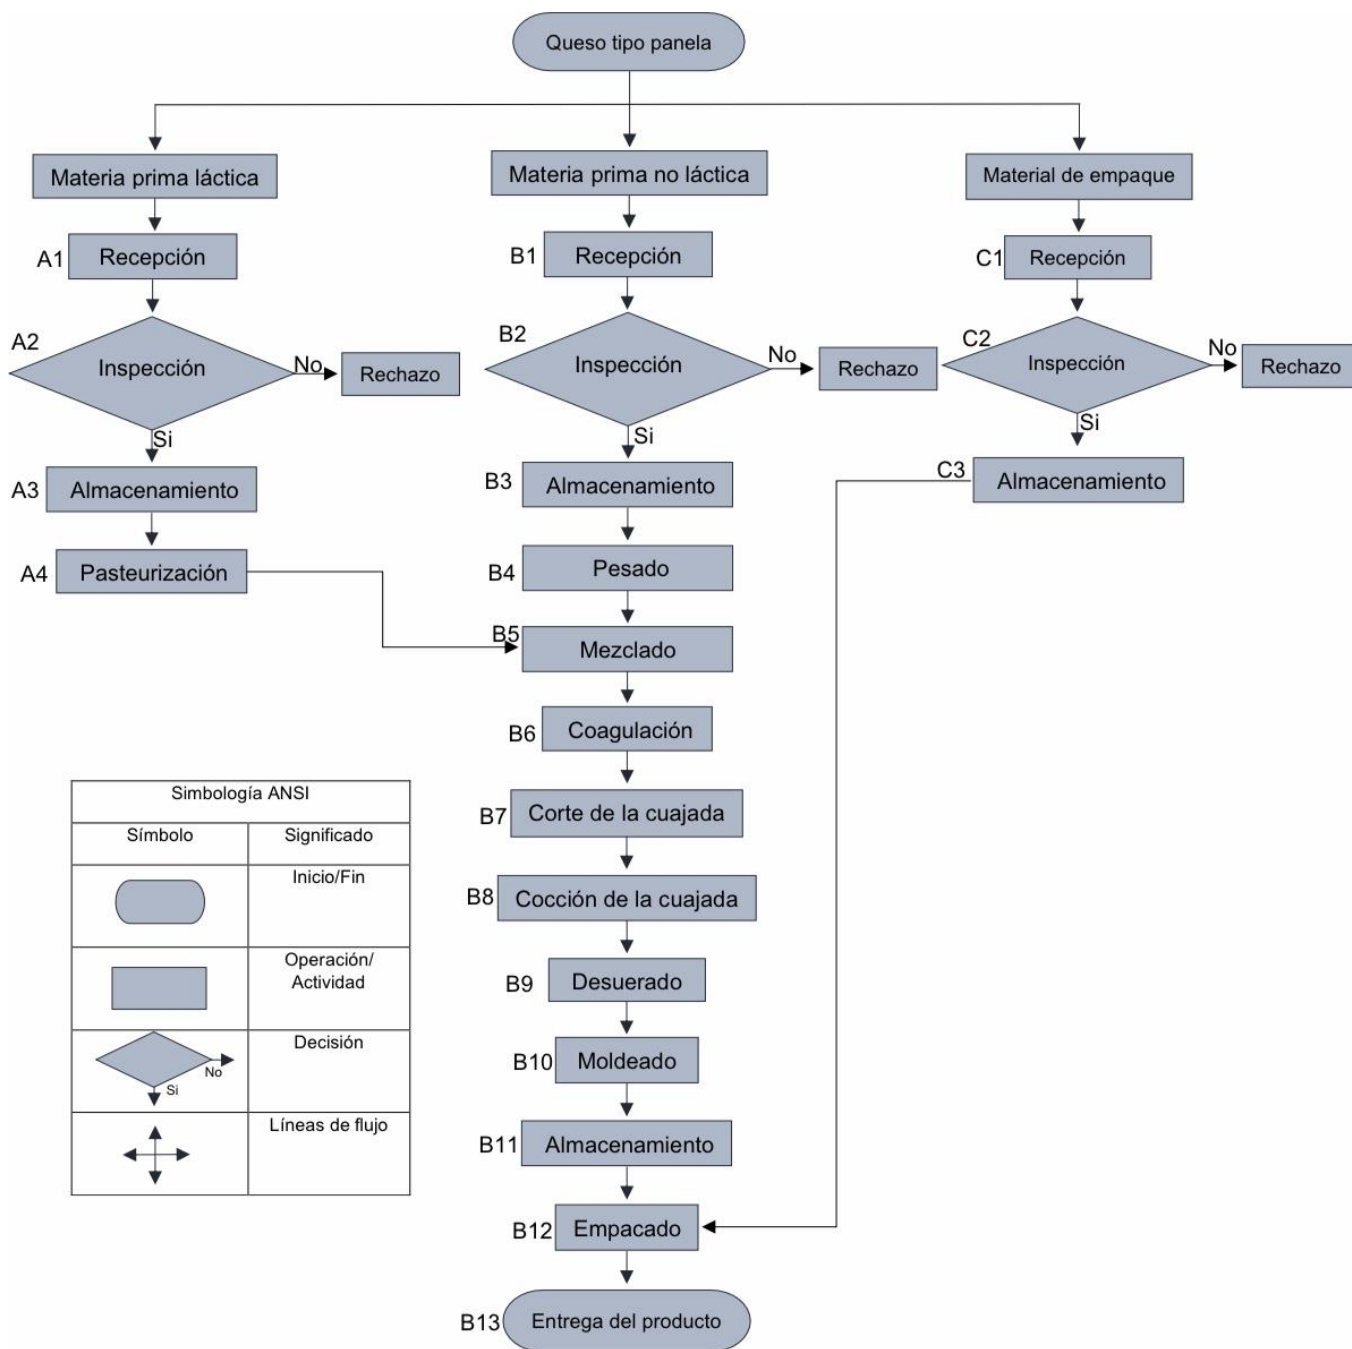 Queso tipo panela
Materia prima láctica
Materia prima no láctica
Material de empaque
A1
Recepción
B1
Recepción
C1
Recepción
A2
Inspección
No
Rechazo
Si
B2
Inspección
No
Rechazo
Si
C2
Inspección
No
Rechazo
Si
A3
Almacenamiento
B3
Almacenamiento
C3
Almacenamiento
A4
Pasteurización
B4
Pesado
B5
Mezclado
B6
Coagulación
B7
Corte de la cuajada
B8
Cocción de la cuajada
B9
Desuerado
B10
Moldeado
B11
Almacenamiento
B12
Empacado
B13
Entrega del producto
Simbología ANSI
Símbolo
Significado
Inicio/Fin
Operación/
Actividad
Decisión
No
Si
Líneas de flujo